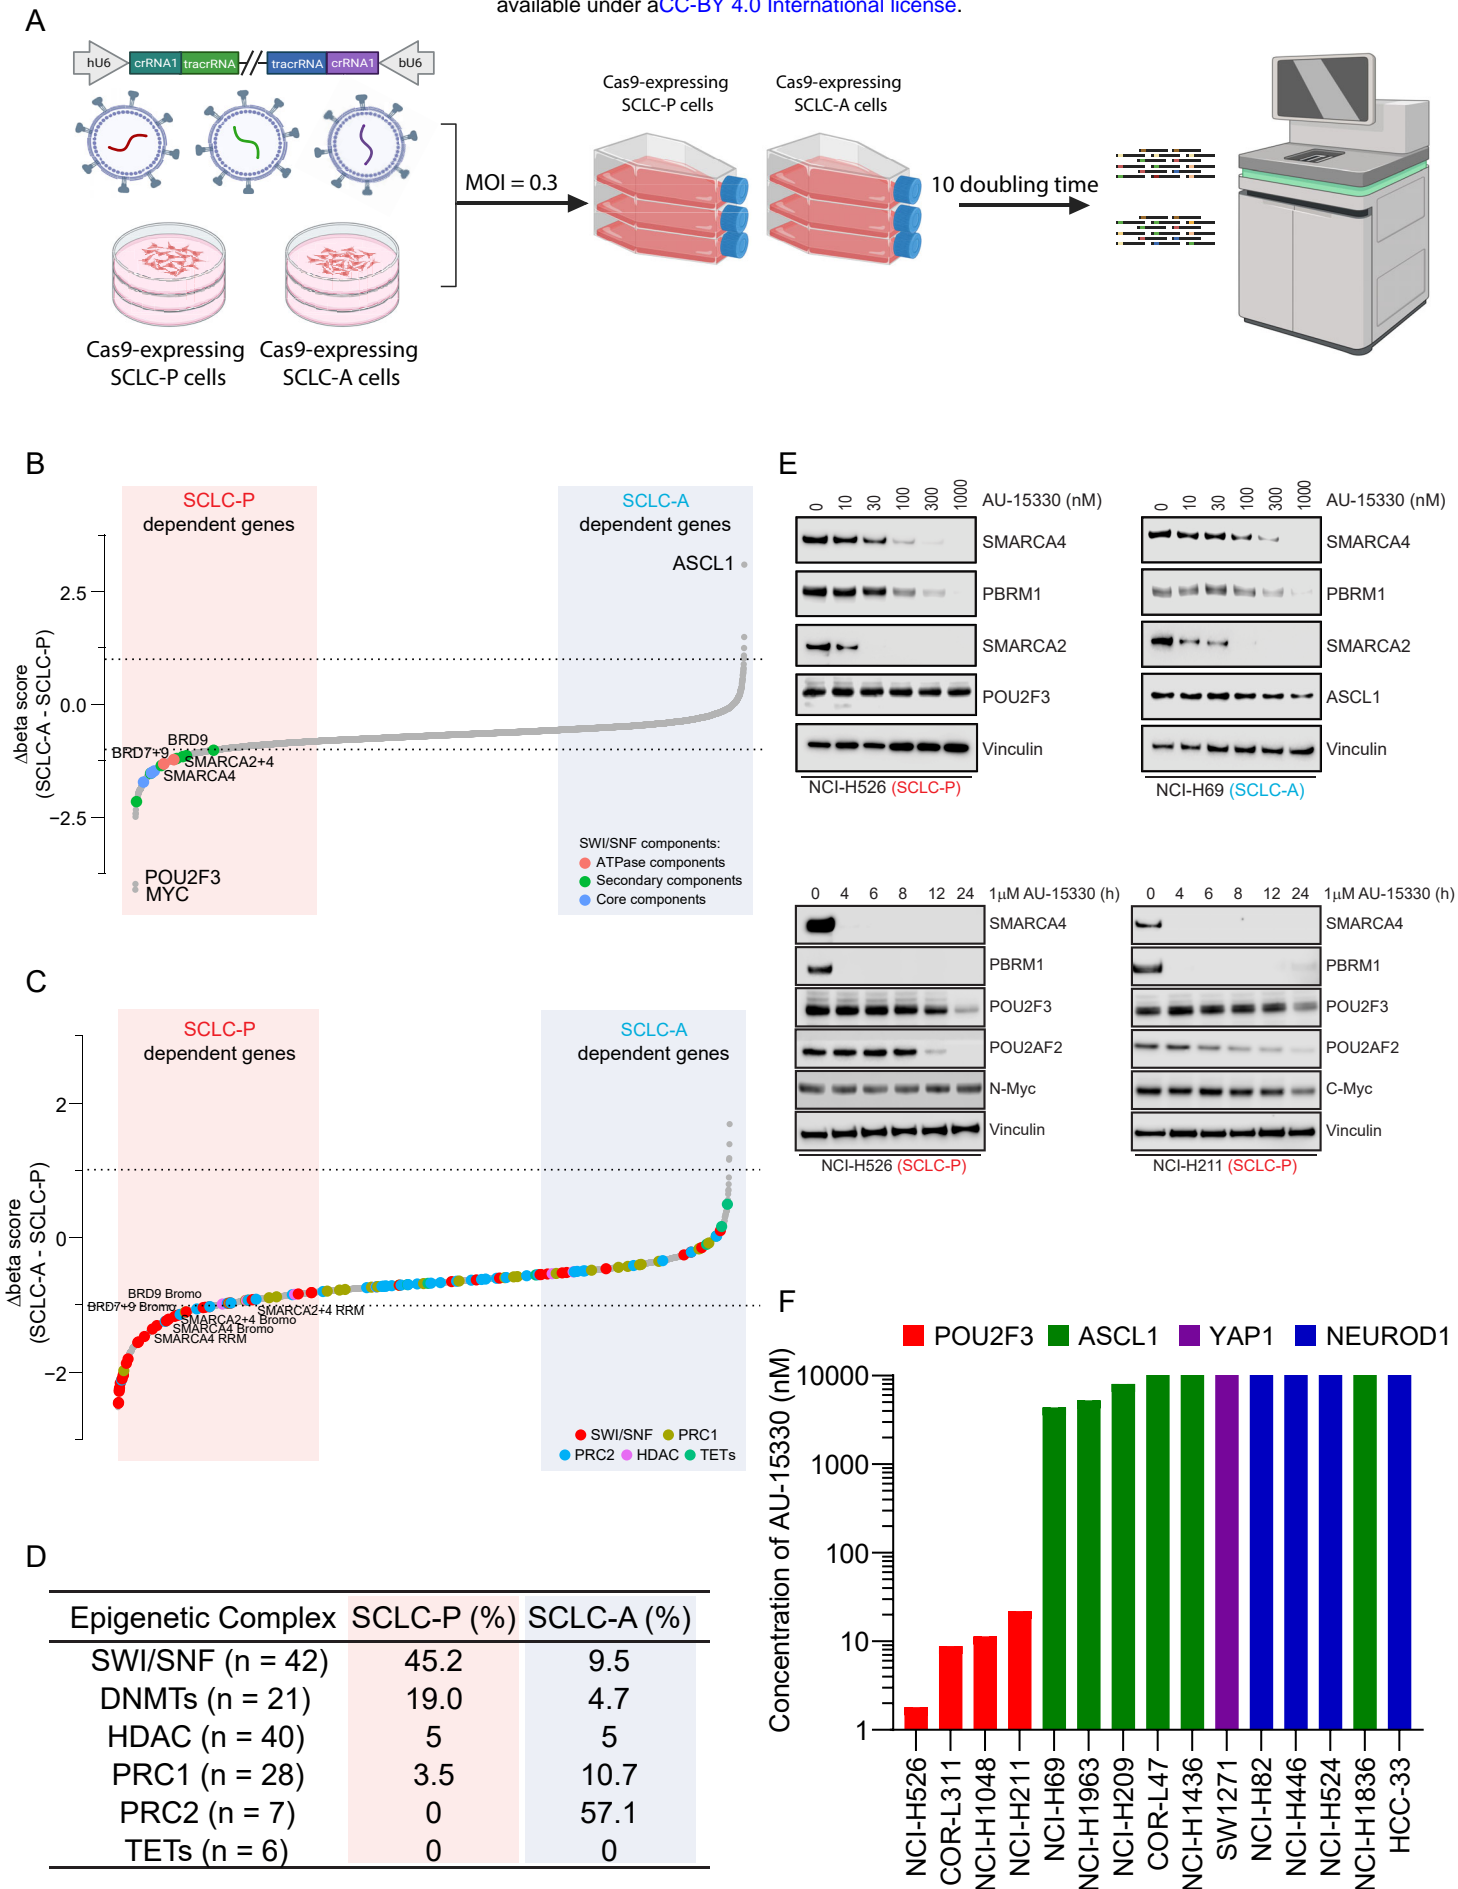 available under aCC-BY 4.0 International license.
A
hU6 crRNA1 tracrRNA tracrRNA crRNA1 bU6
Cas9-expressing
SCLC-P cells
Cas9-expressing
SCLC-A cells
MOI = 0.3
Cas9-expressing
SCLC-P cells
Cas9-expressing
SCLC-A cells
10 doubling time
B
SCLC-P
dependent genes
SCLC-A
dependent genes
Δbeta score
(SCLC-A - SCLC-P)
2.5
0.0
−2.5
ASCL1
BRD9
BRD7+9
SMARCA2+4
SMARCA4
POU2F3
MYC
SWI/SNF components:
ATPase components
Secondary components
Core components
C
SCLC-P
dependent genes
SCLC-A
dependent genes
Δbeta score
(SCLC-A - SCLC-P)
2
0
−2
BRD9 Bromo
BRD7+9 Bromo
SMARCA2+4 RRM
SMARCA2+4 Bromo
SMARCA4 Bromo
SMARCA4 RRM
SWI/SNF PRC1
PRC2 HDAC TETs
D
Epigenetic Complex SCLC-P (%) SCLC-A (%)
SWI/SNF (n = 42) 45.2 9.5
DNMTs (n = 21) 19.0 4.7
HDAC (n = 40) 5 5
PRC1 (n = 28) 3.5 10.7
PRC2 (n = 7) 0 57.1
TETs (n = 6) 0 0
E
0 10 30 100 300 1000 AU-15330 (nM)
SMARCA4
PBRM1
SMARCA2
POU2F3
Vinculin
NCI-H526 (SCLC-P)
0 10 30 100 300 1000 AU-15330 (nM)
SMARCA4
PBRM1
SMARCA2
ASCL1
Vinculin
NCI-H69 (SCLC-A)
0 4 6 8 12 24 1µM AU-15330 (h)
SMARCA4
PBRM1
POU2F3
POU2AF2
N-Myc
Vinculin
NCI-H526 (SCLC-P)
0 4 6 8 12 24 1µM AU-15330 (h)
SMARCA4
PBRM1
POU2F3
POU2AF2
C-Myc
Vinculin
NCI-H211 (SCLC-P)
F
POU2F3 ASCL1 YAP1 NEUROD1
Concentration of AU-15330 (nM)
10000
1000
100
10
1
NCI-H526
COR-L311
NCI-H1048
NCI-H211
NCI-H69
NCI-H1963
NCI-H209
COR-L47
NCI-H1436
SW1271
NCI-H82
NCI-H446
NCI-H524
NCI-H1836
HCC-33